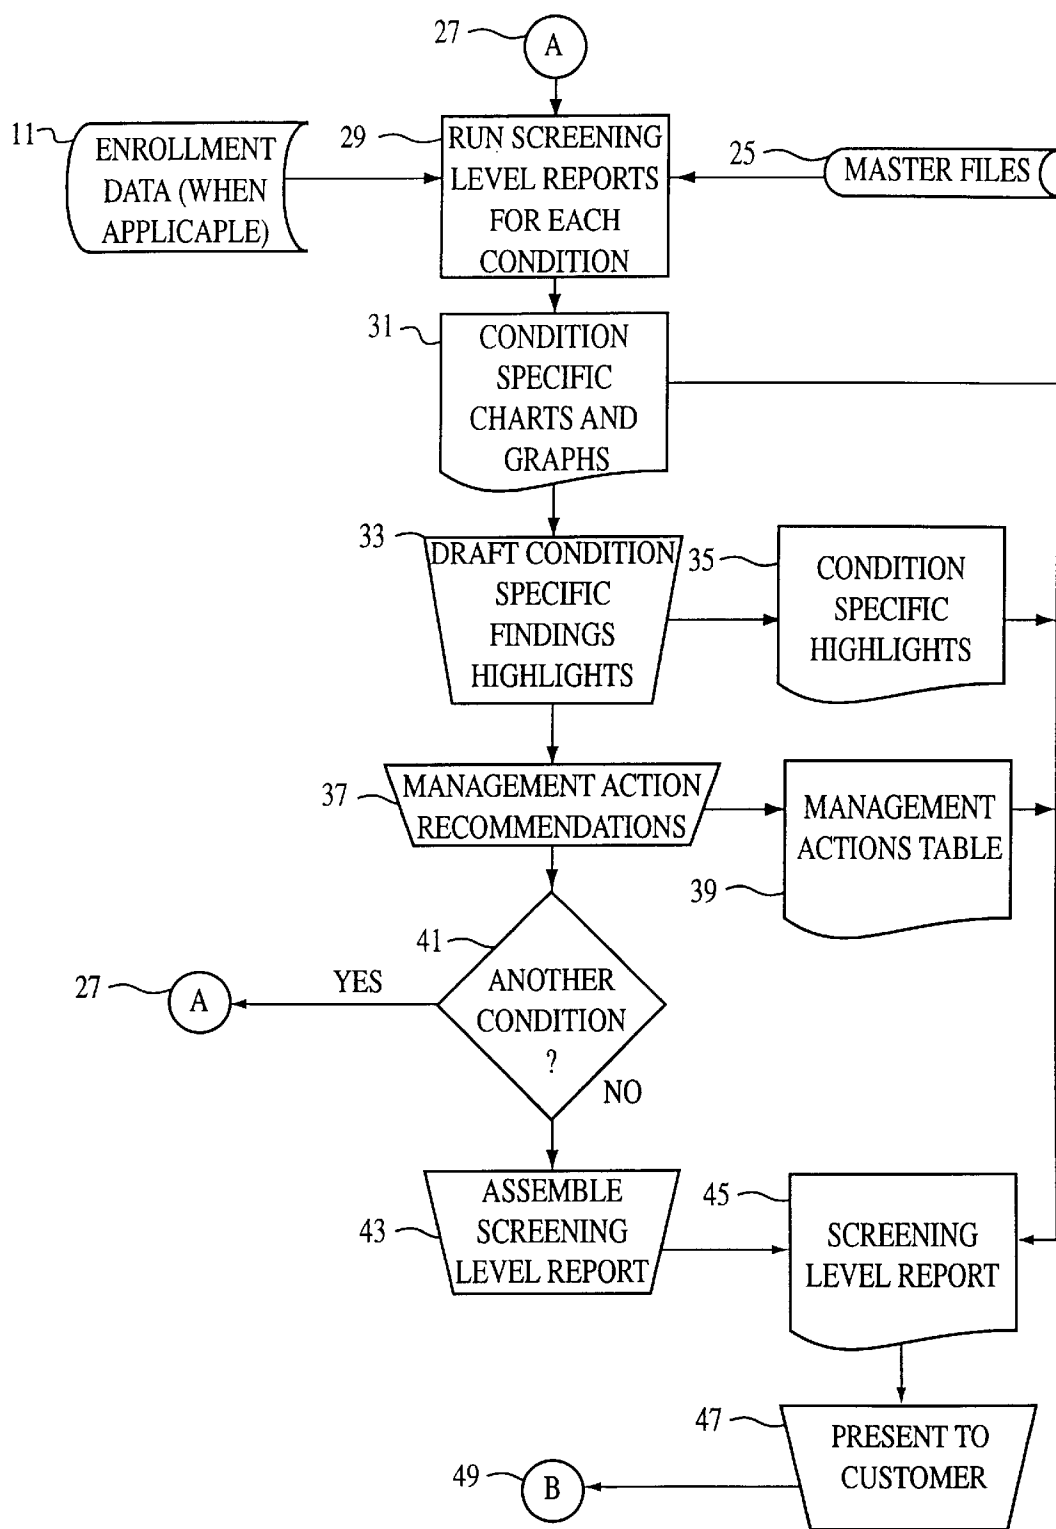 27
A
11
ENROLLMENT
DATA (WHEN
APPLICAPLE)
29
RUN SCREENING
LEVEL REPORTS
FOR EACH
CONDITION
25
MASTER FILES
31
CONDITION
SPECIFIC
CHARTS AND
GRAPHS
33
DRAFT CONDITION
SPECIFIC
FINDINGS
HIGHLIGHTS
35
CONDITION
SPECIFIC
HIGHLIGHTS
37
MANAGEMENT ACTION
RECOMMENDATIONS
MANAGEMENT
ACTIONS TABLE
39
41
ANOTHER
CONDITION
?
YES
27
A
NO
43
ASSEMBLE
SCREENING
LEVEL REPORT
45
SCREENING
LEVEL REPORT
47
PRESENT TO
CUSTOMER
49
B